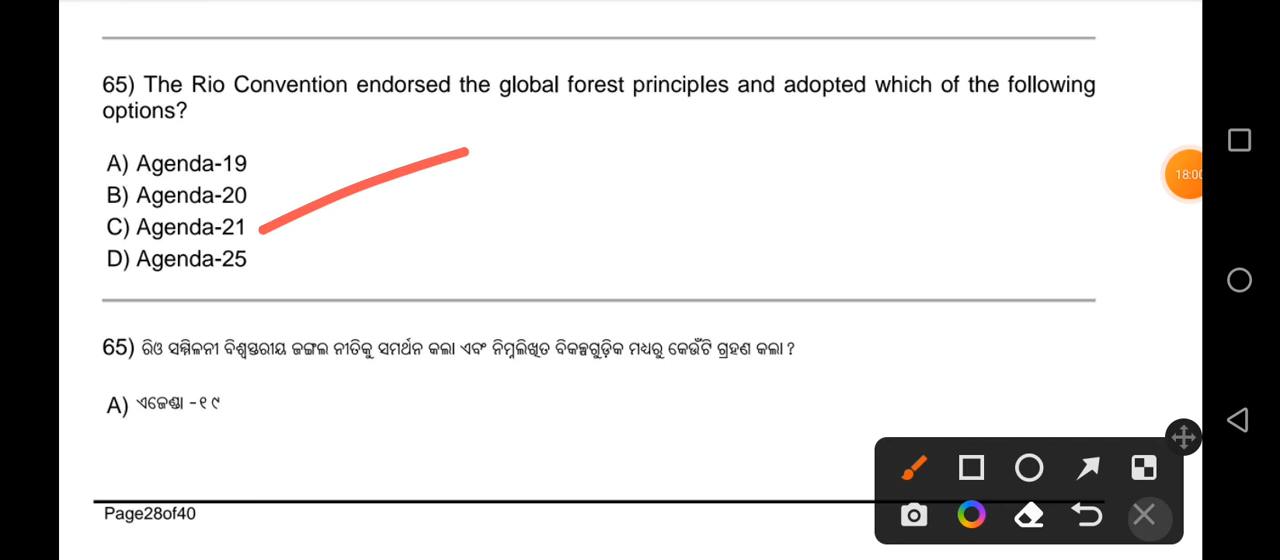 65) The Rio Convention endorsed the global forest principles and adopted which of the following
options?
A) Agenda-19
B) Agenda-20
C) Agenda-21
D) Agenda-25
65) ରିଓ ସମ୍ମିଳନୀ ବିଶ୍ୱସ୍ତରୀୟ ଜଙ୍ଗଲ ନୀତିକୁ ସମର୍ଥନ କଲା ଏବଂ ନିମ୍ନଲିଖିତ ବିକଳ୍ପଗୁଡ଼ିକ ମଧ୍ୟରୁ କେଉଁଟି ଗ୍ରହଣ କଲା ?
A) ଏଜେଣ୍ଡା -୧୯
Page28of40
18:00